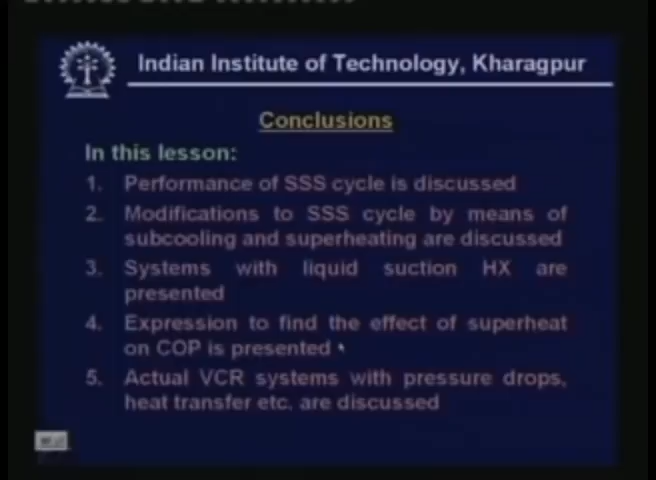 Indian Institute of Technology, Kharagpur
Conclusions
In this lesson:
1. Performance of SSS cycle is discussed
2. Modifications to SSS cycle by means of
subcooling and superheating are discussed
3. Systems with liquid suction HX are
presented
4. Expression to find the effect of superheat
on COP is presented
5. Actual VCR systems with pressure drops,
heat transfer etc. are discussed